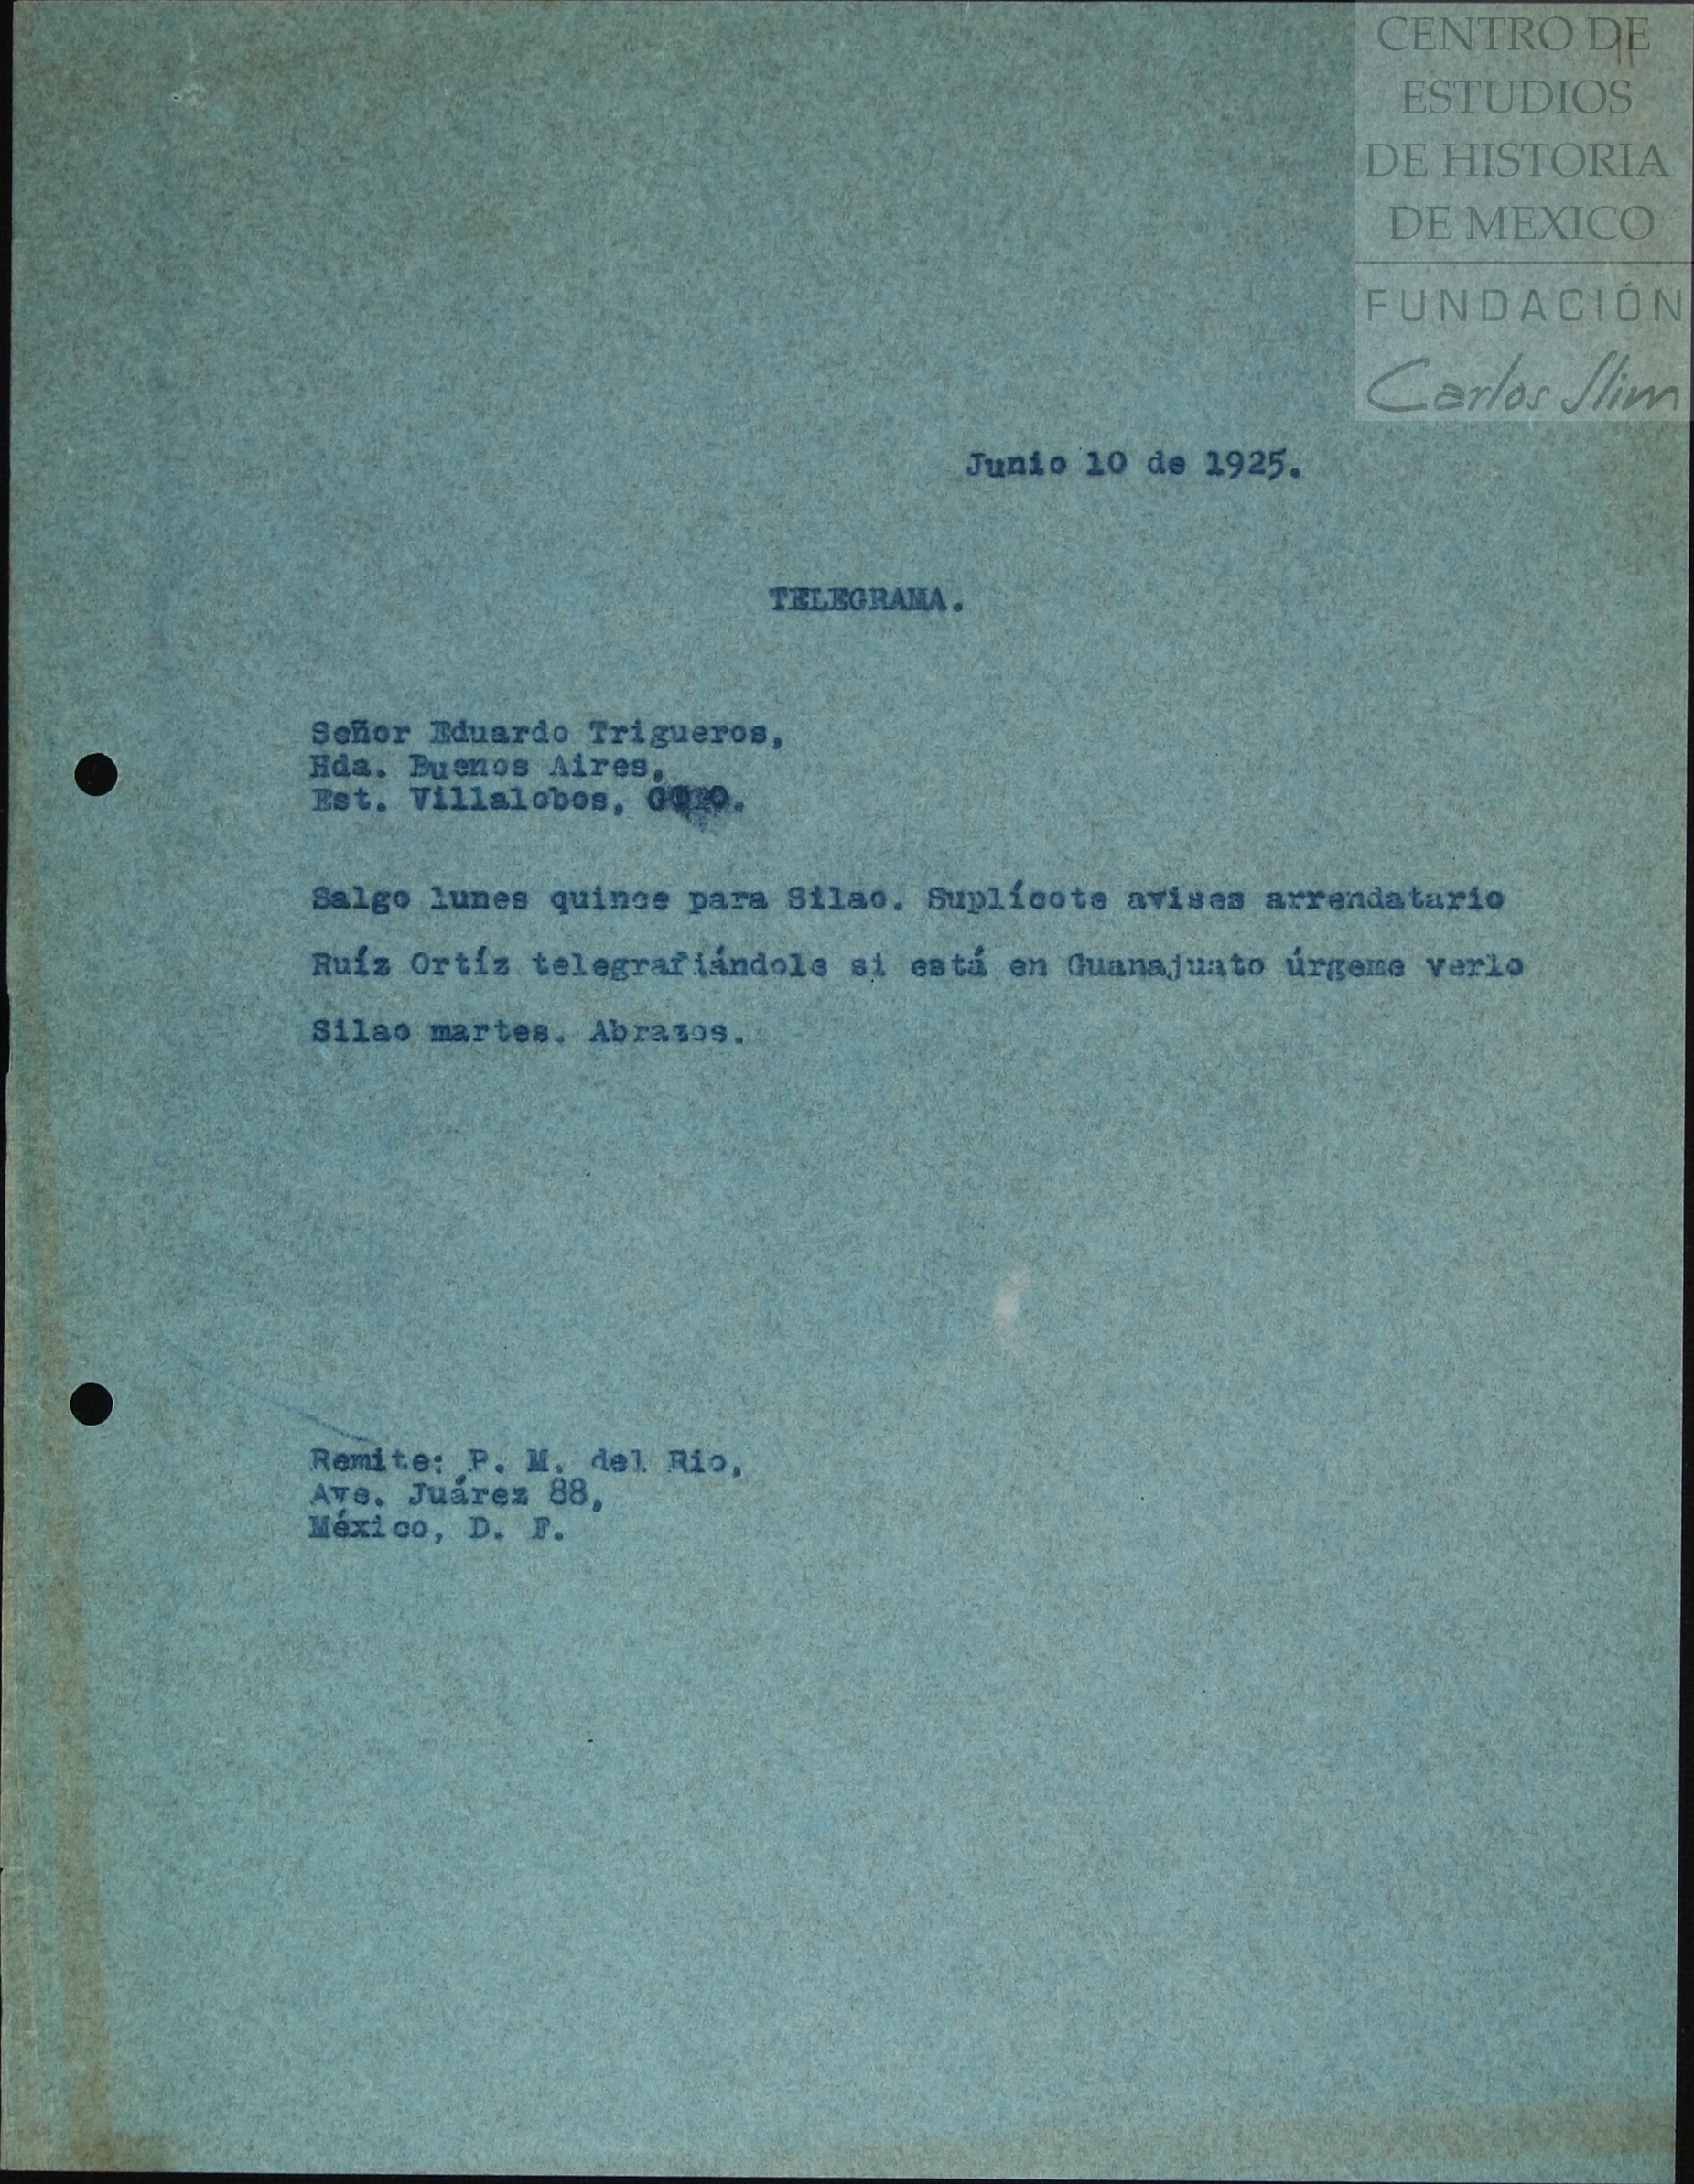 CENTRO DE
ESTUDIOS
DE HISTORIA
DE MEXICO
FUNDACIÓN
Carlos Slim
Junio 10 de 1925.
TELEGRAMA.
Señor Eduardo Trigueros,
Hda. Buenos Aires,
Est. Villalobos, GTO.
Salgo lunes quince para Silao. Suplícote avises arrendatario
Ruíz Ortíz telegrafiándole si está en Guanajuato úrgeme verlo
Silao martes. Abrazos.
Remite: P. M. del Rio,
Ave. Juárez 88,
México, D. F.